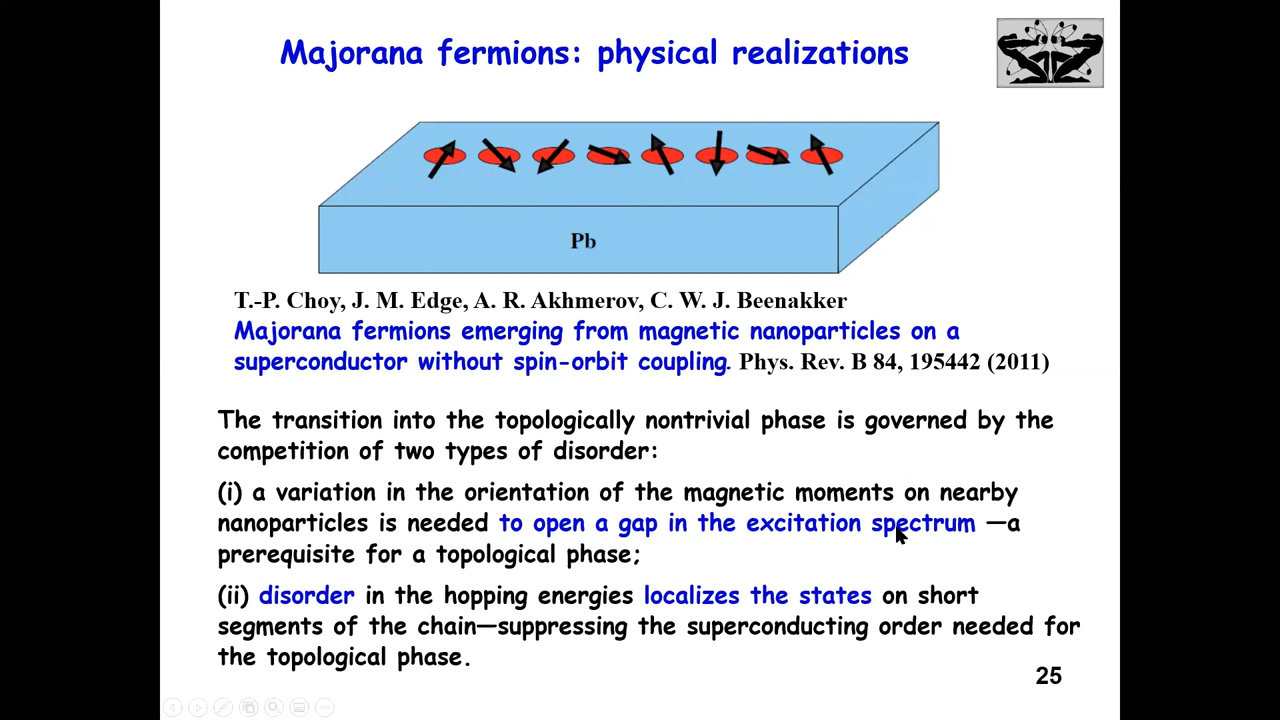 Majorana fermions: physical realizations
Pb
T.-P. Choy, J. M. Edge, A. R. Akhmerov, C. W. J. Beenakker
Majorana fermions emerging from magnetic nanoparticles on a
superconductor without spin-orbit coupling. Phys. Rev. B 84, 195442 (2011)
The transition into the topologically nontrivial phase is governed by the
competition of two types of disorder:
(i) a variation in the orientation of the magnetic moments on nearby
nanoparticles is needed to open a gap in the excitation spectrum —a
prerequisite for a topological phase;
(ii) disorder in the hopping energies localizes the states on short
segments of the chain—suppressing the superconducting order needed for
the topological phase.
25